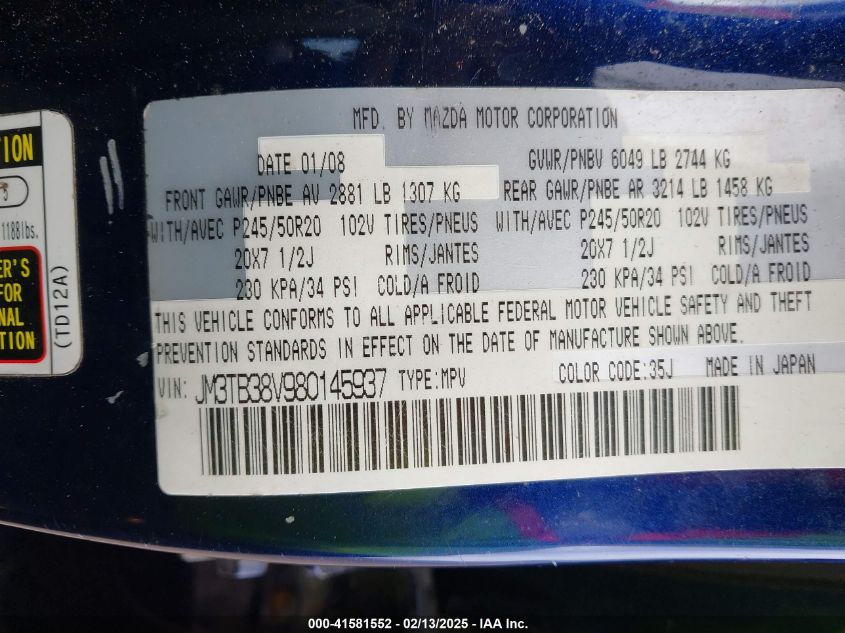 MFD. BY MAZDA MOTOR CORPORATION
DATE 01/08 GVWR/PNBV 6049 LB 2744 KG
FRONT GAWR/PNBE AV 2881 LB 1307 KG REAR GAWR/PNBE AR 3214 LB 1458 KG
WITH/AVEC P245/50R20 102V TIRES/PNEUS WITH/AVEC P245/50R20 102V TIRES/PNEUS
20X7 1/2J RIMS/JANTES 20X7 1/2J RIMS/JANTES
230 KPA/34 PSI COLD/A FROID 230 KPA/34 PSI COLD/A FROID
THIS VEHICLE CONFORMS TO ALL APPLICABLE FEDERAL MOTOR VEHICLE SAFETY AND THEFT
PREVENTION STANDARDS IN EFFECT ON THE DATE OF MANUFACTURE SHOWN ABOVE.
VIN: JM3TB38V980145937 TYPE:MPV COLOR CODE:35J MADE IN JAPAN
TION
5
1188lbs.
ER'S
FOR
NAL
TION
(TD12A)
000-41581552 - 02/13/2025 - IAA Inc.